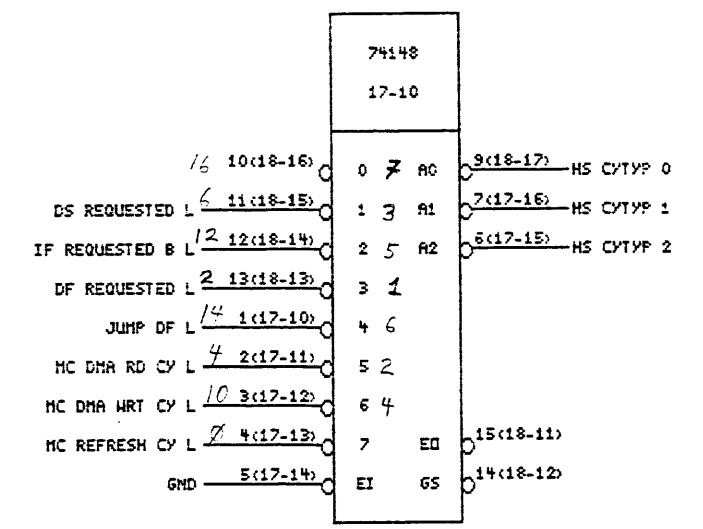 74148
17-10
16 10(18-16) 0 7 A0 9(18-17) HS CYTYP 0
DS REQUESTED L 6 11(18-15) 1 3 A1 7(17-16) HS CYTYP 1
IF REQUESTED B L 12 12(18-14) 2 5 A2 6(17-15) HS CYTYP 2
DF REQUESTED L 2 13(18-13) 3 1
JUMP DF L 14 1(17-10) 4 6
MC DMA RD CY L 4 2(17-11) 5 2
MC DMA WRT CY L 10 3(17-12) 6 4
MC REFRESH CY L 0 4(17-13) 7 EO 15(18-11)
GND 5(17-14) EI GS 14(18-12)